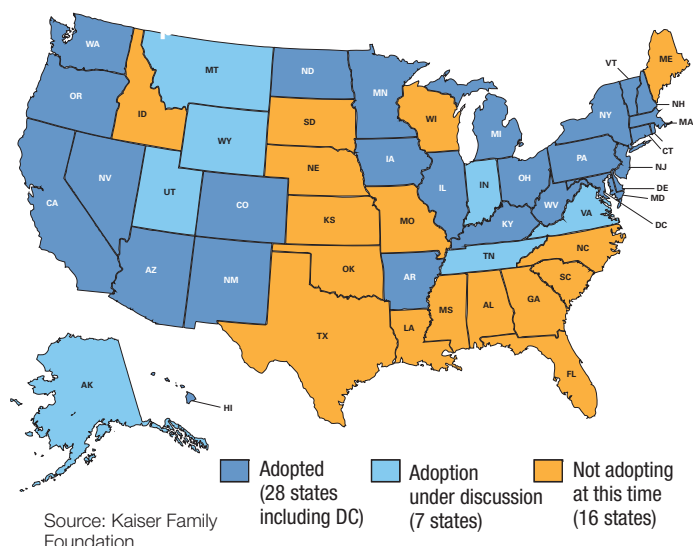 WA
MT
ND
MN
VT
ME
OR
ID
WY
SD
WI
MI
NY
NH
MA
CT
NV
UT
CO
NE
IA
IL
IN
OH
PA
NJ
DE
MD
DC
CA
KS
MO
KY
WV
VA
AZ
NM
OK
AR
TN
NC
SC
TX
LA
MS
AL
GA
FL
AK
HI
Adopted
(28 states
including DC)
Adoption
under discussion
(7 states)
Not adopting
at this time
(16 states)
Source: Kaiser Family
Foundation